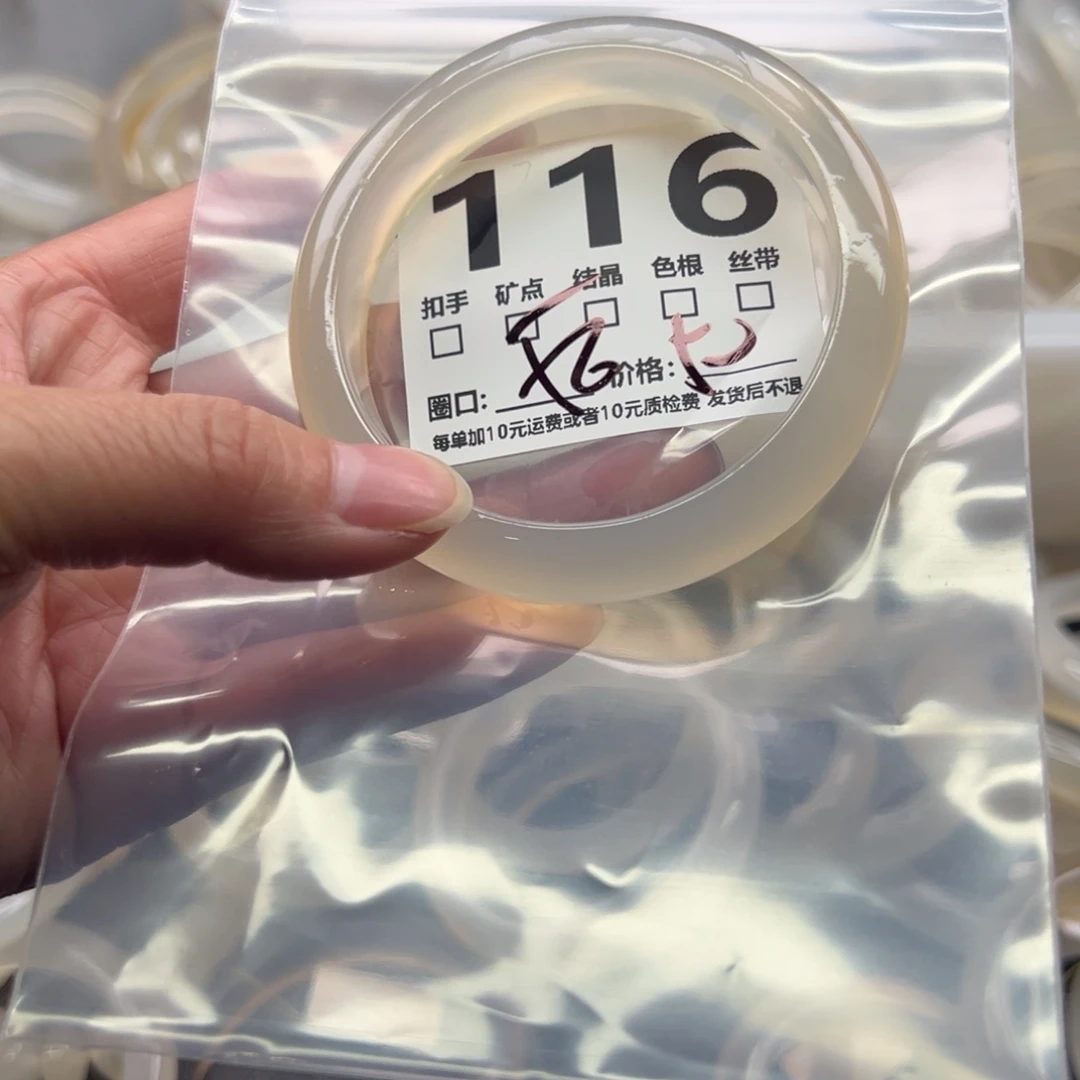 116
扣手 矿点 结晶 色根 丝带
圈口: 56 价格:
每单加10元运费或者10元质检费 发货后不退